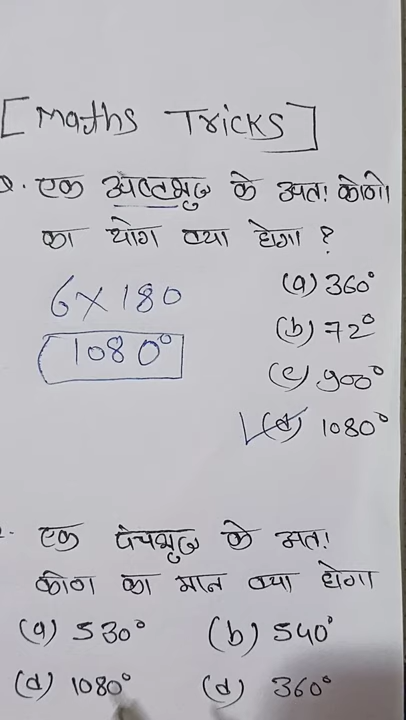 [Maths Tricks]
Q. एक अष्टभुज के अंतः कोणो
का योग क्या होगा ?
(a) 360°
6 × 180
(b) 72°
1080°
(c) 900°
(d) 1080°
एक पंचभुज के अंतः
कोण का मान क्या होगा
(a) 530° (b) 540°
(d) 1080° (d) 360°